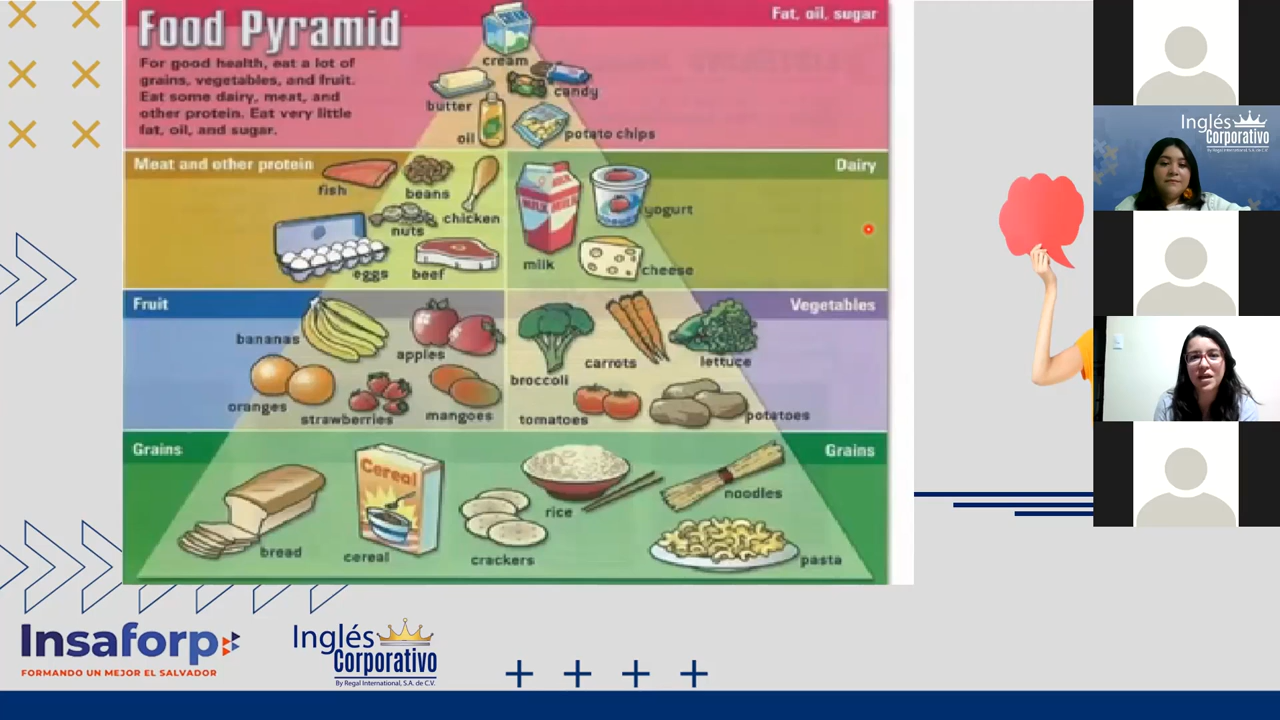 Food Pyramid
For good health, eat a lot of
grains, vegetables, and fruit.
Eat some dairy, meat, and
other protein. Eat very little
fat, oil, and sugar.
Fat, oil, sugar
cream
butter
candy
oil
potato chips
Meat and other protein
fish
beans
chicken
nuts
eggs
beef
Dairy
yogurt
milk
cheese
Fruit
bananas
apples
oranges
strawberries
mangoes
Vegetables
broccoli
carrots
lettuce
tomatoes
potatoes
Grains
Grains
bread
Cereal
cereal
crackers
rice
noodles
pasta
Inglés
Corporativo
By Regal International, S.A. de C.V.
Insaforp
FORMANDO UN MEJOR EL SALVADOR
Inglés
Corporativo
By Regal International, S.A. de C.V.